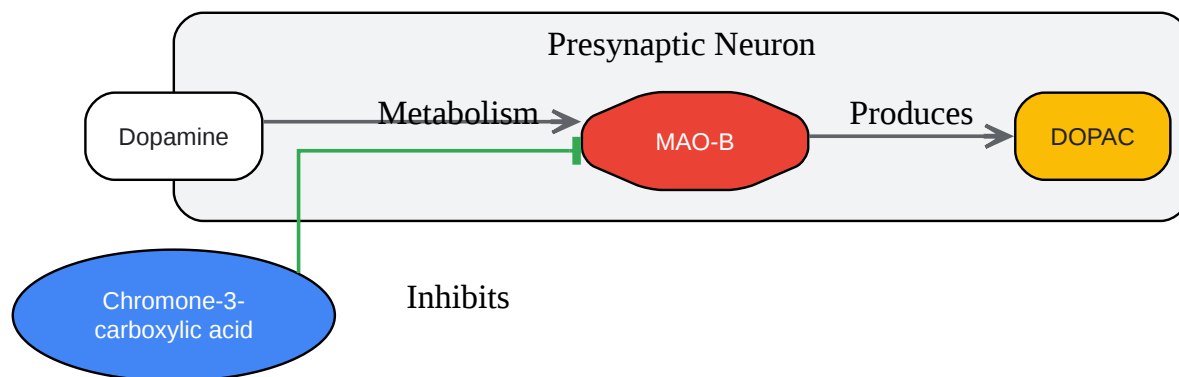 Presynaptic Neuron
Metabolism
Produces
Dopamine
MAO-B
DOPAC
Inhibits
Chromone-3-
carboxylic acid